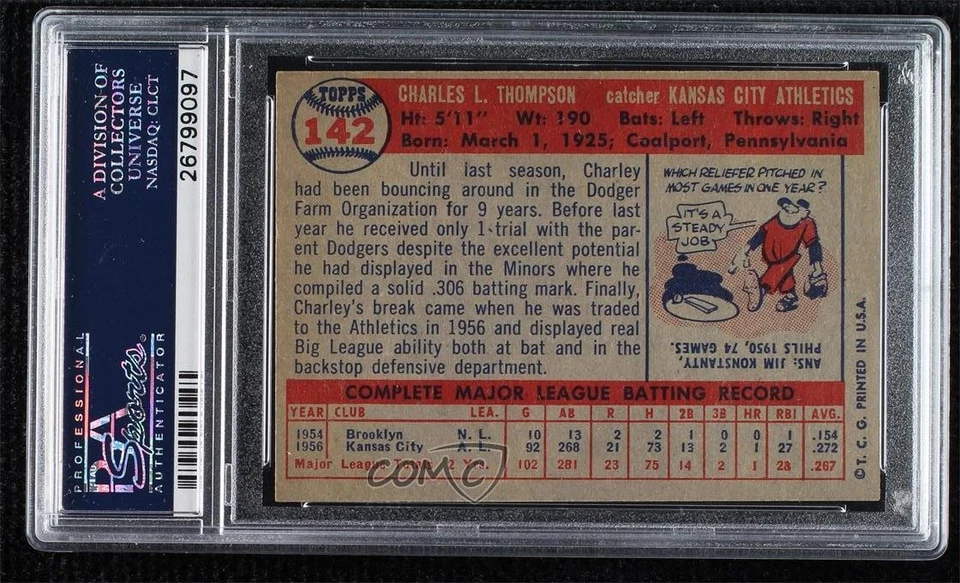 A DIVISION OF
COLLECTORS
UNIVERSE
NASDAQ: CLCT
26799097
PROFESSIONAL
PSA
Sports
AUTHENTICATOR
TOPPS
142
CHARLES L. THOMPSON catcher KANSAS CITY ATHLETICS
Ht: 5'11" Wt: 190 Bats: Left Throws: Right
Born: March 1, 1925; Coalport, Pennsylvania
Until last season, Charley
had been bouncing around in the Dodger
Farm Organization for 9 years. Before last
year he received only 1 trial with the par-
ent Dodgers despite the excellent potential
he had displayed in the Minors where he
compiled a solid .306 batting mark. Finally,
Charley's break came when he was traded
to the Athletics in 1956 and displayed real
Big League ability both at bat and in the
backstop defensive department.
WHICH RELIEFER PITCHED IN
MOST GAMES IN ONE YEAR?
IT'S A
STEADY
JOB
ANS: JIM KONSTANTY,
PHILS 1950, 74 GAMES.
COMPLETE MAJOR LEAGUE BATTING RECORD
YEAR CLUB LEA. G AB R H 2B 3B HR RBI AVG.
1954 Brooklyn N. L. 10 13 2 2 1 0 0 1 .154
1956 Kansas City A. L. 92 268 21 73 13 2 1 27 .272
Major League Totals 2 Yrs. 102 281 23 75 14 2 1 28 .267
© T. C. G. PRINTED IN U.S.A.
COMC